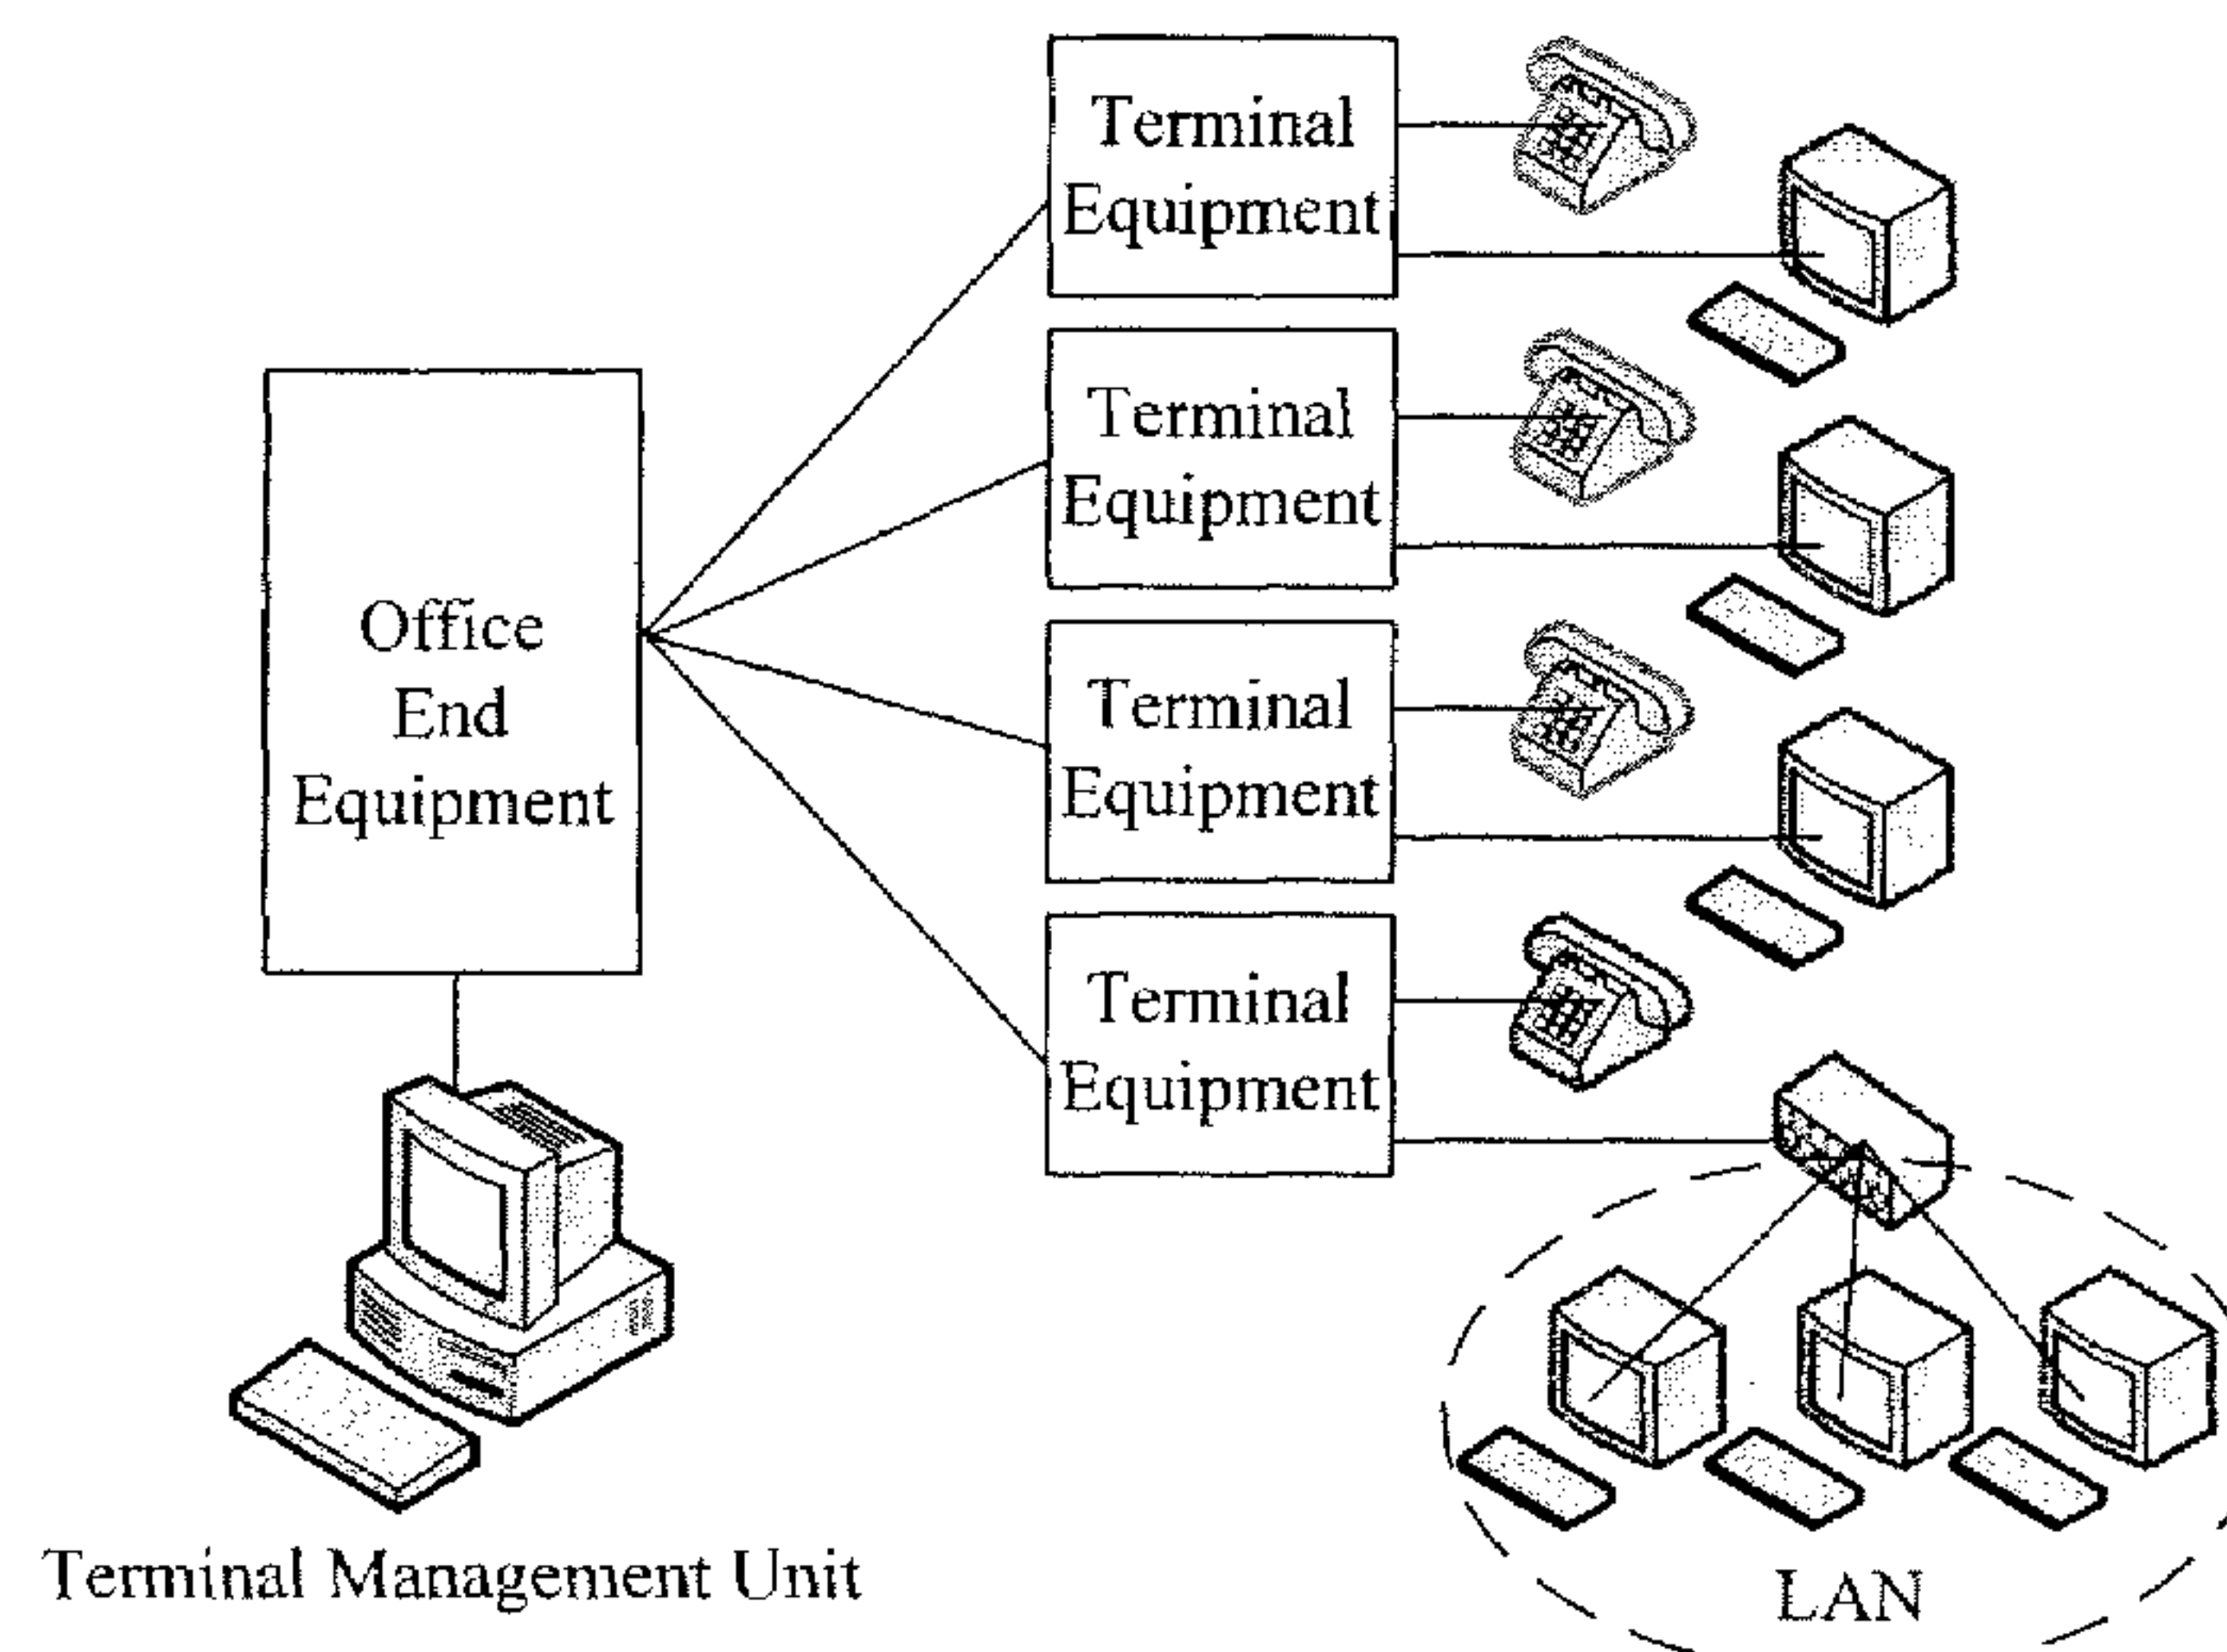 Terminal
Equipment
Terminal
Equipment
Office
End
Equipment
Terminal
Equipment
Terminal
Equipment
Terminal Management Unit
LAN